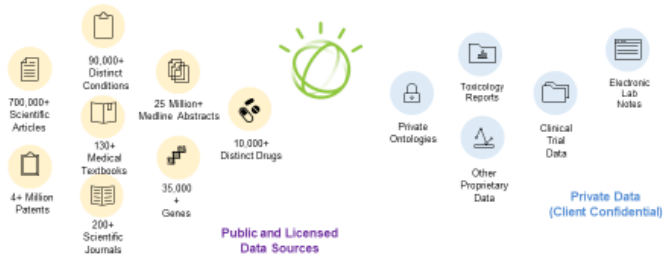 700,000+
Scientific
Articles
4+ Million
Patents
90,000+
Distinct
Conditions
130+
Medical
Textbooks
200+
Scientific
Journals
25 Million+
Medline Abstracts
35,000
+
Genes
10,000+
Distinct Drugs
Public and Licensed
Data Sources
Private
Ontologies
Toxicology
Reports
Other
Proprietary
Data
Clinical
Trial
Data
Electronic
Lab
Notes
Private Data
(Client Confidential)